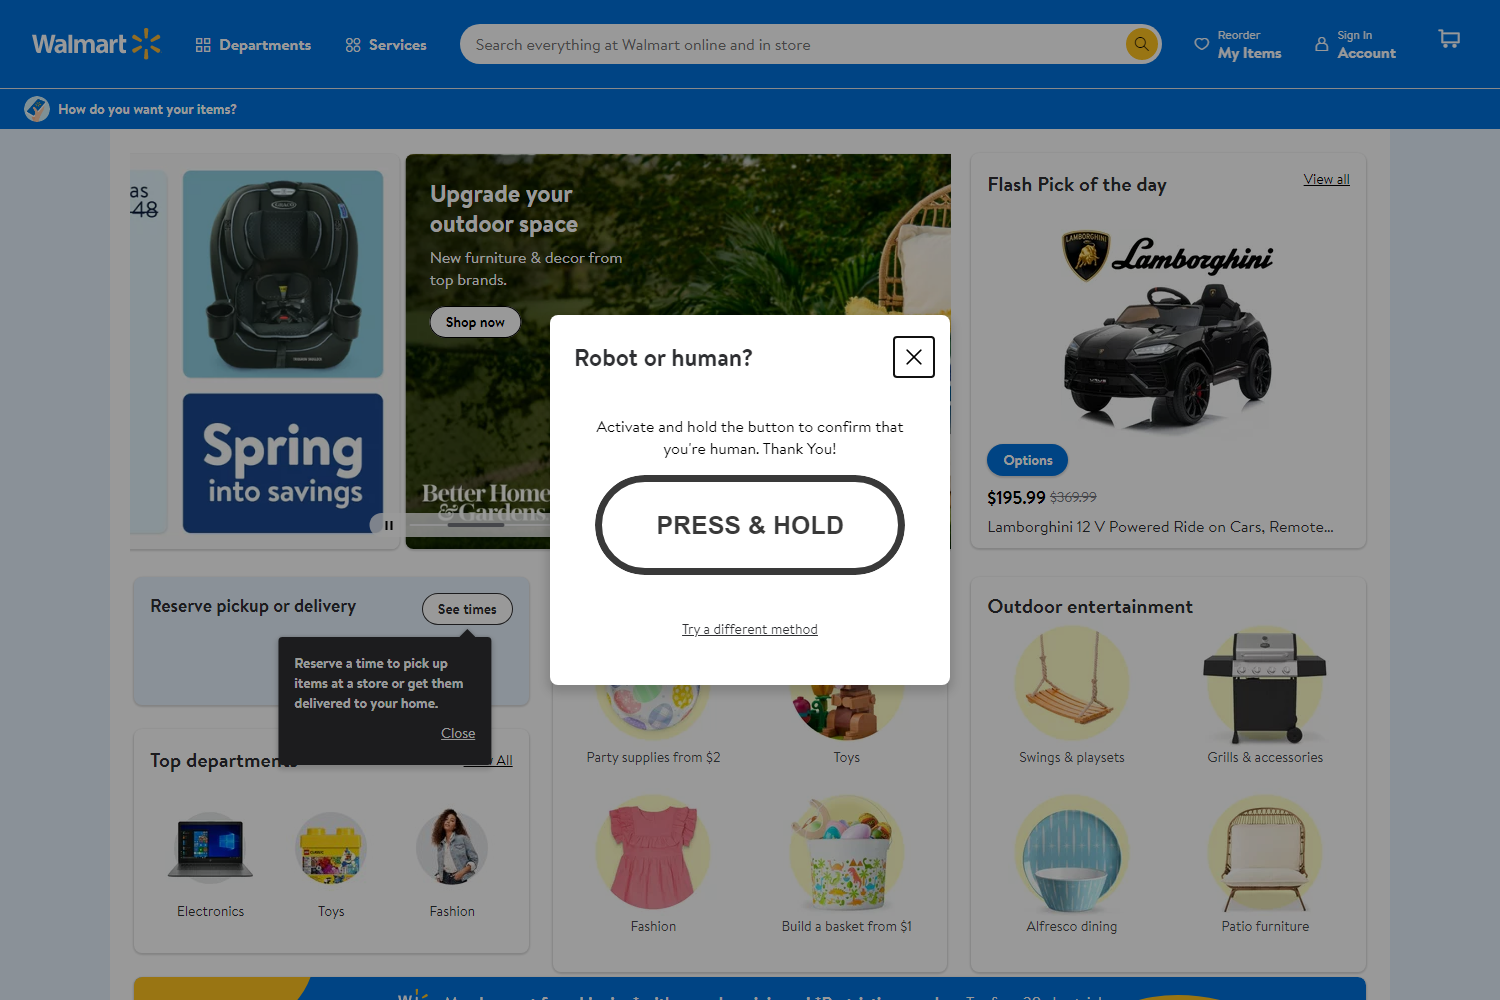 Walmart
Departments
Services
Search everything at Walmart online and in store
Reorder
My Items
Sign In
Account
How do you want your items?
as
48
GRACO
Spring
into savings
Upgrade your
outdoor space
New furniture & decor from
top brands.
Shop now
Better Home
& Gardens
Flash Pick of the day
View all
LAMBORGHINI
Lamborghini
Options
$195.99 $369.99
Lamborghini 12 V Powered Ride on Cars, Remote...
Robot or human?
Activate and hold the button to confirm that
you're human. Thank You!
PRESS & HOLD
Try a different method
Reserve pickup or delivery
See times
Reserve a time to pick up
items at a store or get them
delivered to your home.
Close
Top departments
All
Electronics
Toys
Fashion
Party supplies from $2
Toys
Fashion
Build a basket from $1
Outdoor entertainment
Swings & playsets
Grills & accessories
Alfresco dining
Patio furniture